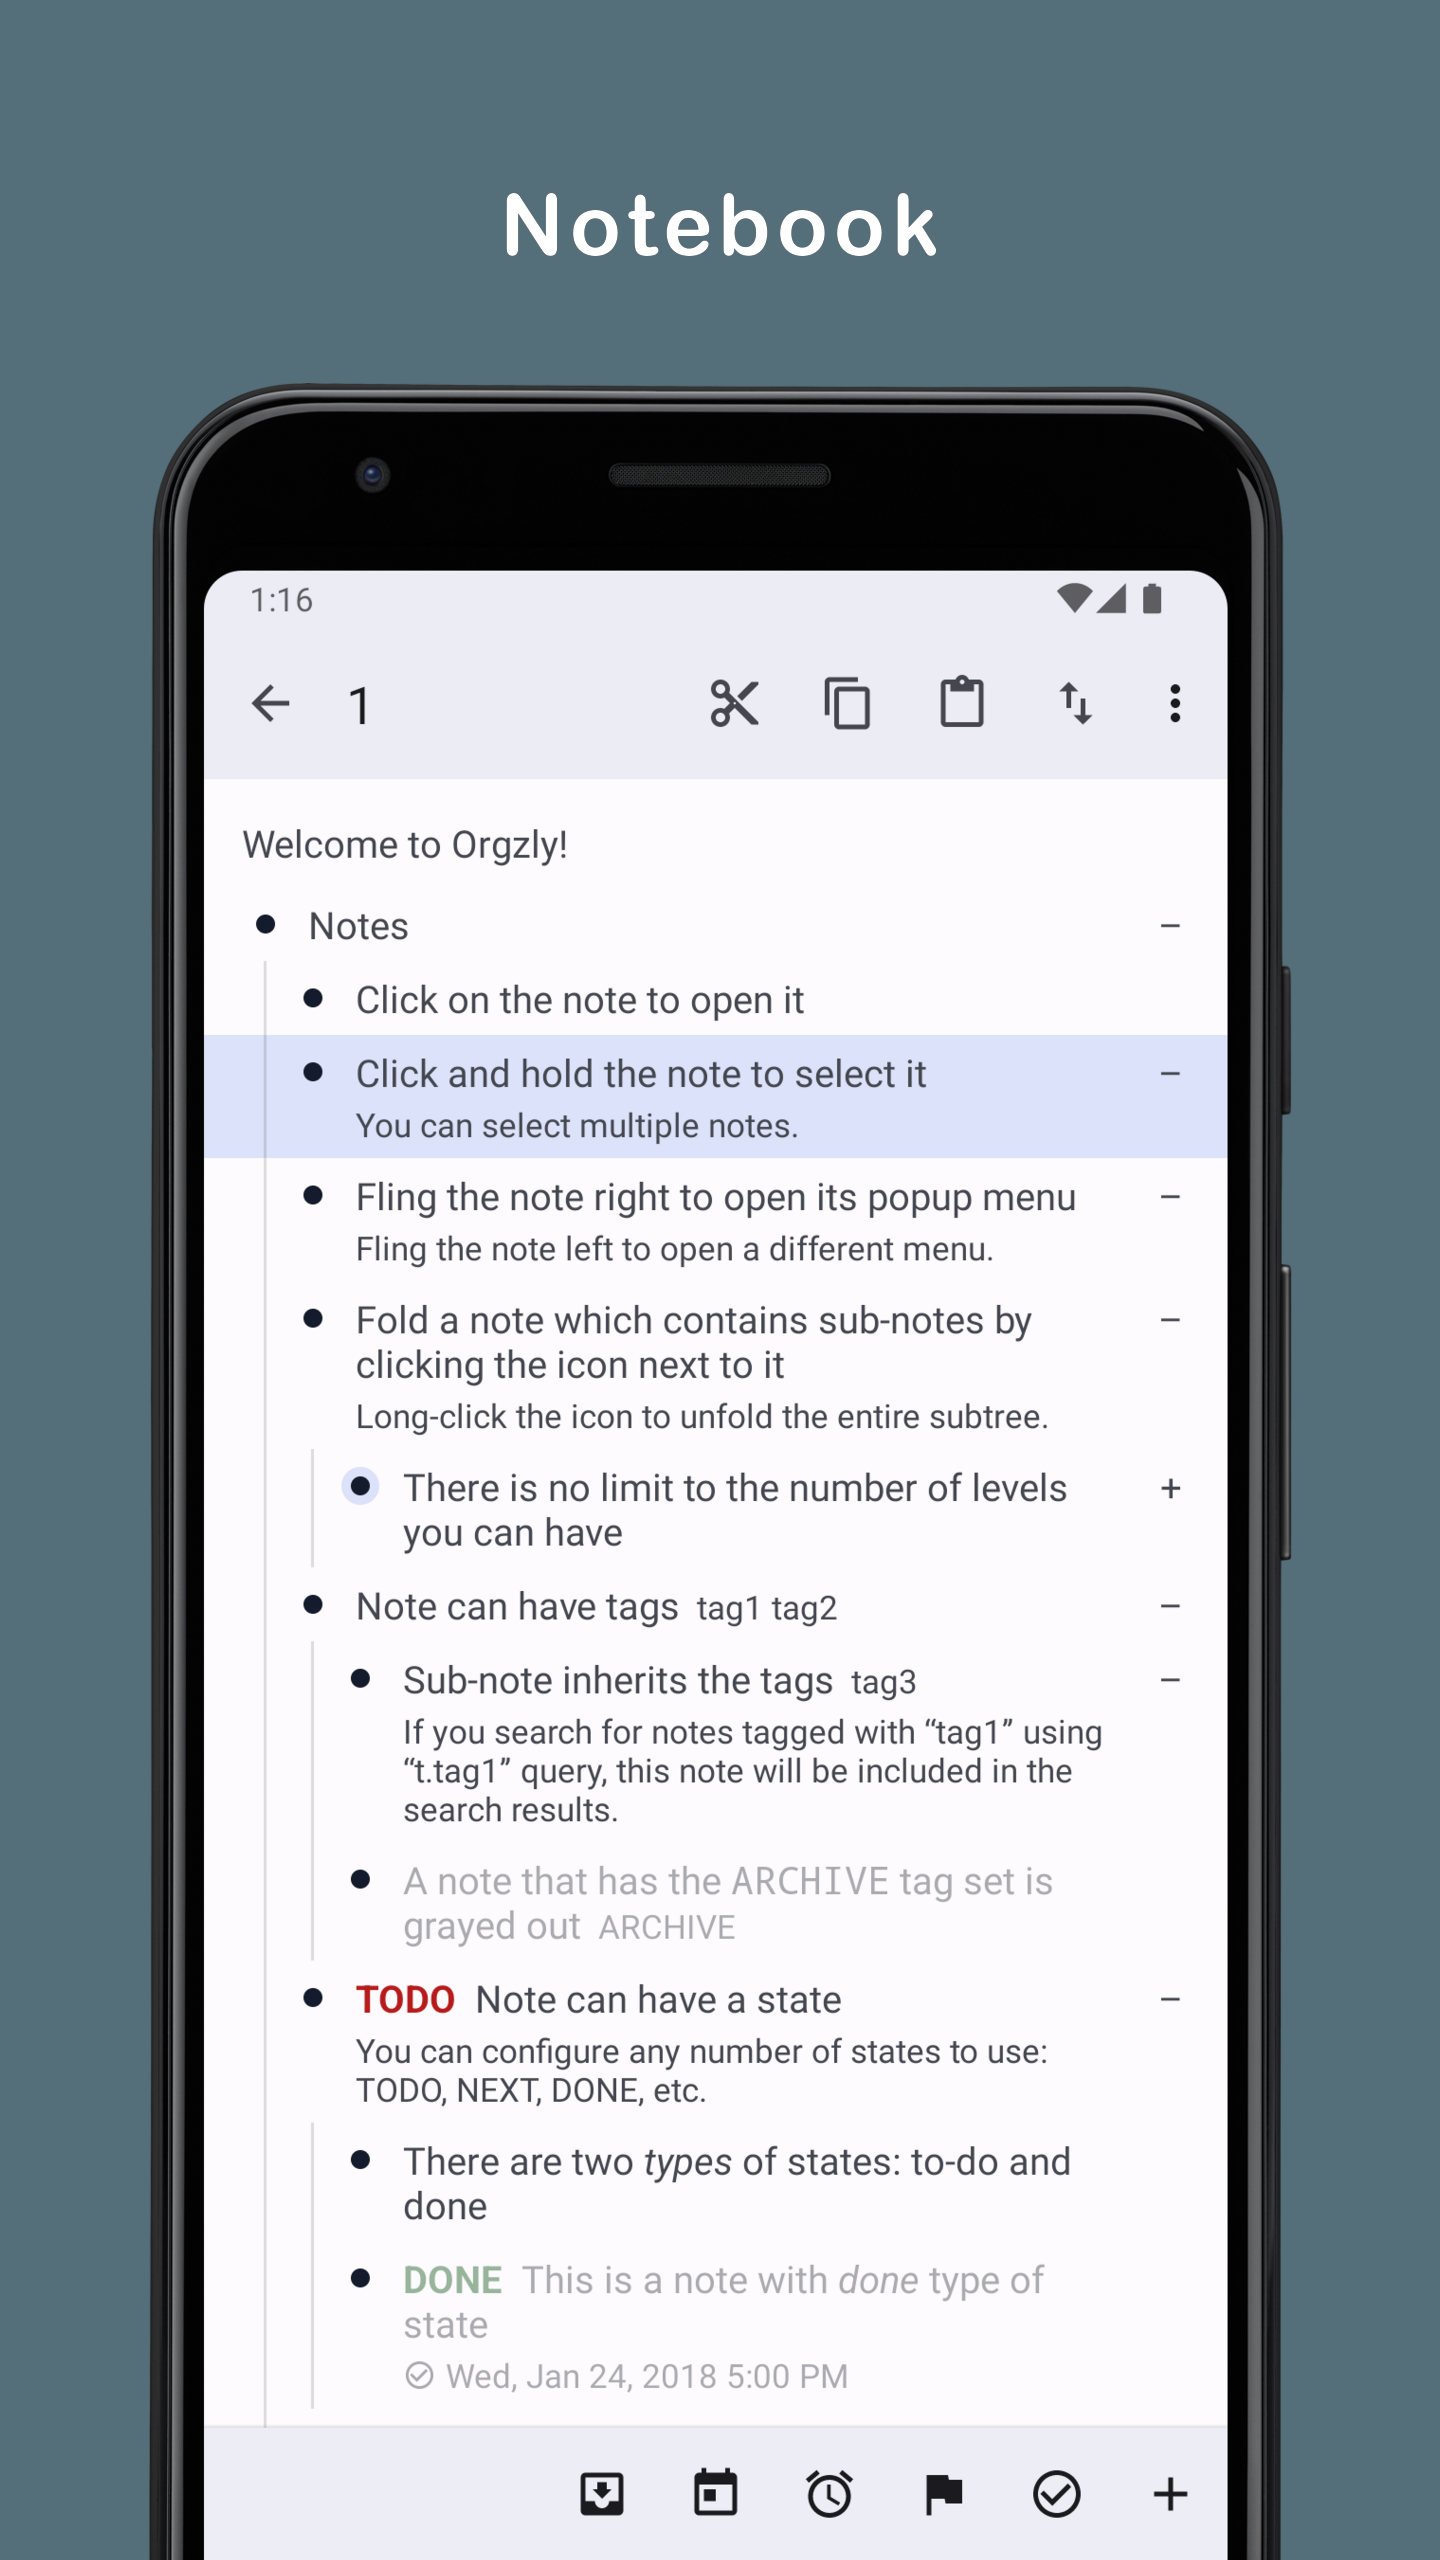 Notebook
1:16
1
Welcome to Orgzly!
Notes
Click on the note to open it
Click and hold the note to select it
You can select multiple notes.
Fling the note right to open its popup menu
Fling the note left to open a different menu.
Fold a note which contains sub-notes by
clicking the icon next to it
Long-click the icon to unfold the entire subtree.
There is no limit to the number of levels
you can have
Note can have tags tag1 tag2
Sub-note inherits the tags tag3
If you search for notes tagged with “tag1” using
“t.tag1” query, this note will be included in the
search results.
A note that has the ARCHIVE tag set is
grayed out ARCHIVE
TODO Note can have a state
You can configure any number of states to use:
TODO, NEXT, DONE, etc.
There are two types of states: to-do and
done
DONE This is a note with done type of
state
Wed, Jan 24, 2018 5:00 PM